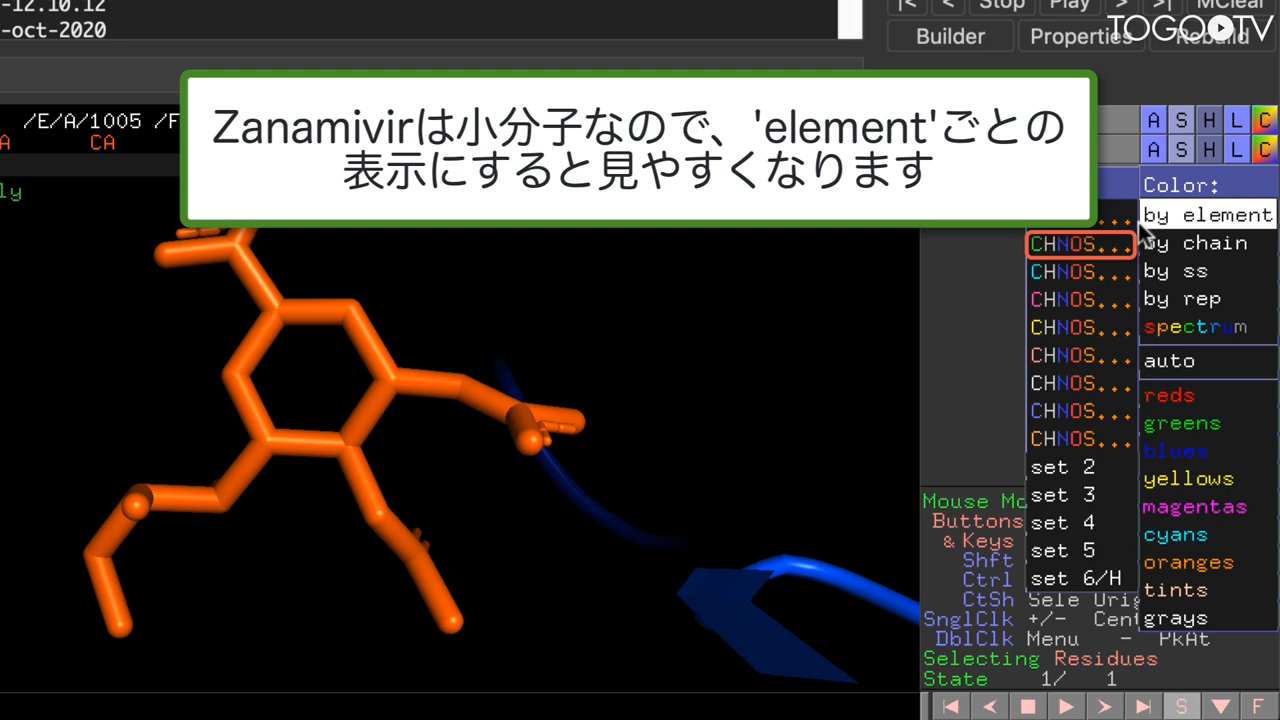 -12.10.12
-oct-2020
|< < Stop Play > >| MClear
Builder Properties Rebuild
TOGO TV
/E/A/1005 /F
A CA
A S H L C
A S H L C
Zanamivirは小分子なので、'element'ごとの
表示にすると見やすくなります
ly
Color:
by element
by chain
by ss
by rep
spectrum
auto
reds
greens
blues
yellows
magentas
cyans
oranges
tints
grays
...
CHNOS...
CHNOS...
CHNOS...
CHNOS...
CHNOS...
CHNOS...
CHNOS...
CHNOS...
set 2
set 3
set 4
set 5
set 6/H
Mouse Mo
Buttons
& Keys
Shft
Ctrl
CtSh Sele Orig
SnglClk +/- Cent
DblClk Menu - PkAt
Selecting Residues
State 1/ 1
S F